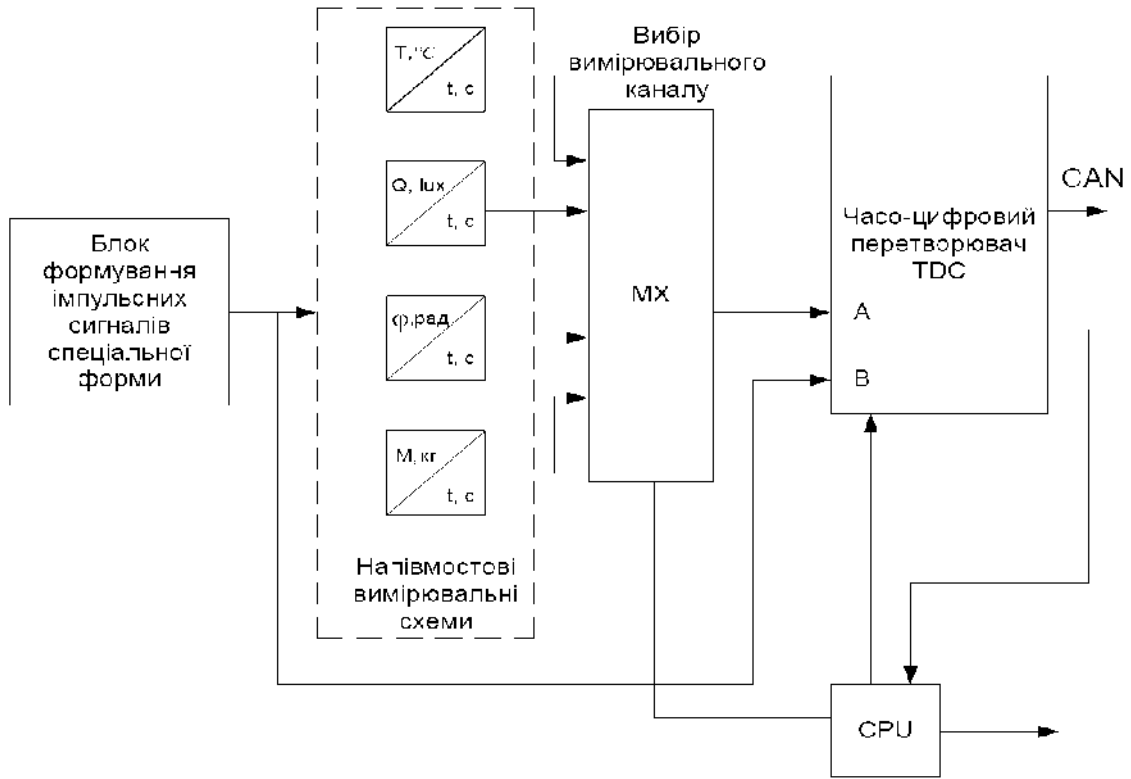 Блок
формування
імпульсних
сигналів
спеціальної
форми
T,°C
t, c
Q, lux
t, c
φ,рад
t, c
М,кг
t, c
Напівмостові
вимірювальні
схеми
Вибір
вимірювального
каналу
MX
Часо-цифровий
перетворювач
TDC
A
B
CAN
CPU